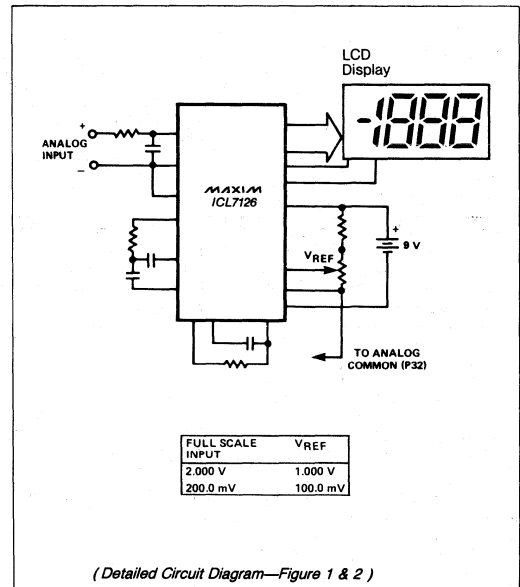 LCD
Display
-1888
+
ANALOG
INPUT
–
MAXIM
ICL7126
VREF
+
9 V
TO ANALOG
COMMON (P32)
FULL SCALE INPUT VREF
2.000 V 1.000 V
200.0 mV 100.0 mV
( Detailed Circuit Diagram—Figure 1 & 2 )